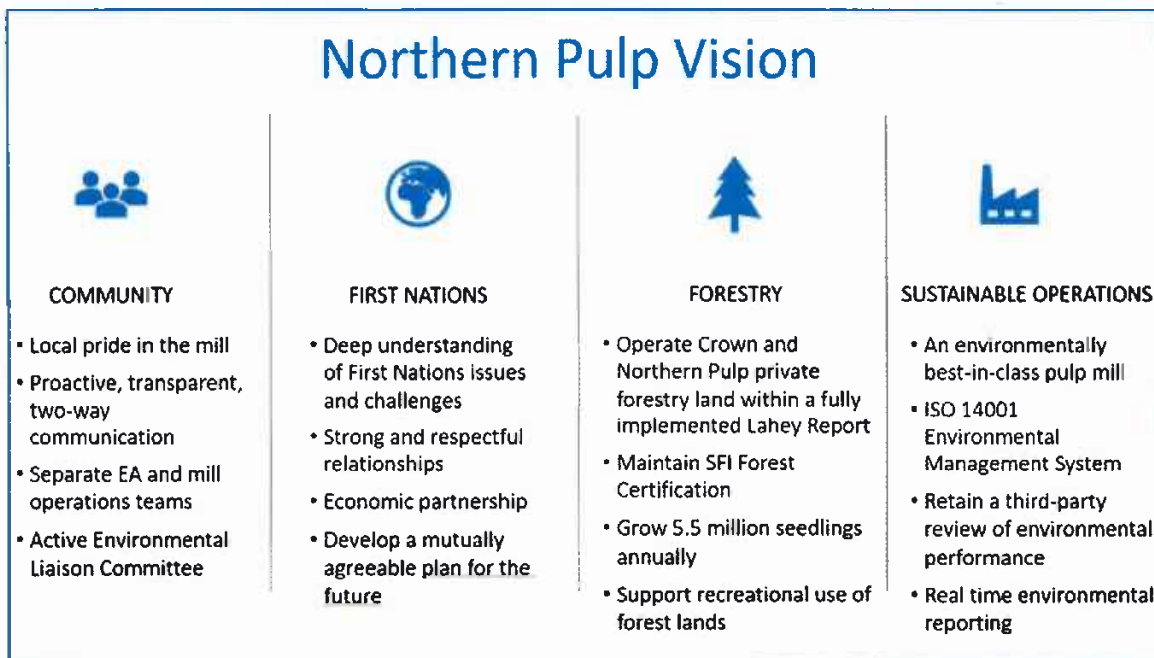 Northern Pulp Vision
COMMUNITY
• Local pride in the mill
• Proactive, transparent,
two-way
communication
• Separate EA and mill
operations teams
• Active Environmental
Liaison Committee
FIRST NATIONS
• Deep understanding
of First Nations issues
and challenges
• Strong and respectful
relationships
• Economic partnership
• Develop a mutually
agreeable plan for the
future
FORESTRY
• Operate Crown and
Northern Pulp private
forestry land within a fully
implemented Lahey Report
• Maintain SFI Forest
Certification
• Grow 5.5 million seedlings
annually
• Support recreational use of
forest lands
SUSTAINABLE OPERATIONS
• An environmentally
best-in-class pulp mill
• ISO 14001
Environmental
Management System
• Retain a third-party
review of environmental
performance
• Real time environmental
reporting